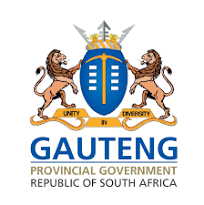 UNITY
IN
DIVERSITY
GAUTENG
PROVINCIAL GOVERNMENT
REPUBLIC OF SOUTH AFRICA